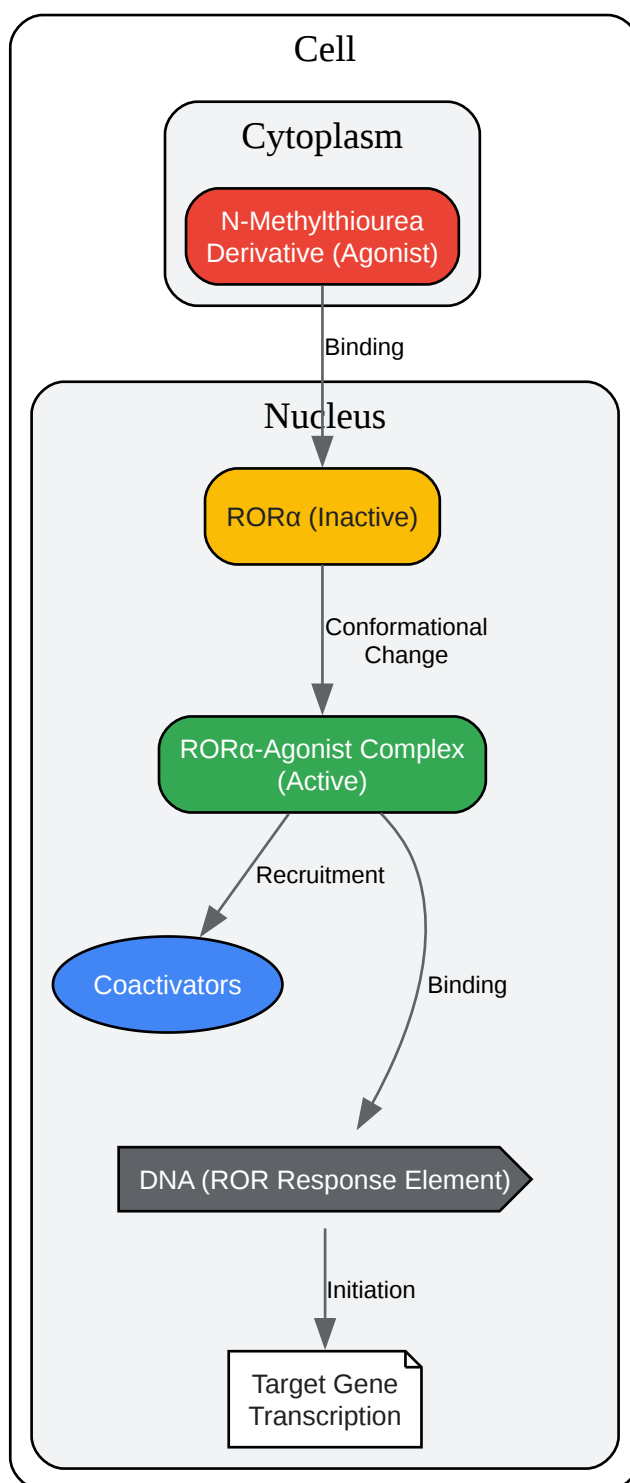 Cell
Cytoplasm
N-Methylthiourea
Derivative (Agonist)
Binding
Nucleus
RORα (Inactive)
Conformational
Change
RORα-Agonist Complex
(Active)
Recruitment
Coactivators
Binding
DNA (ROR Response Element)
Initiation
Target Gene
Transcription